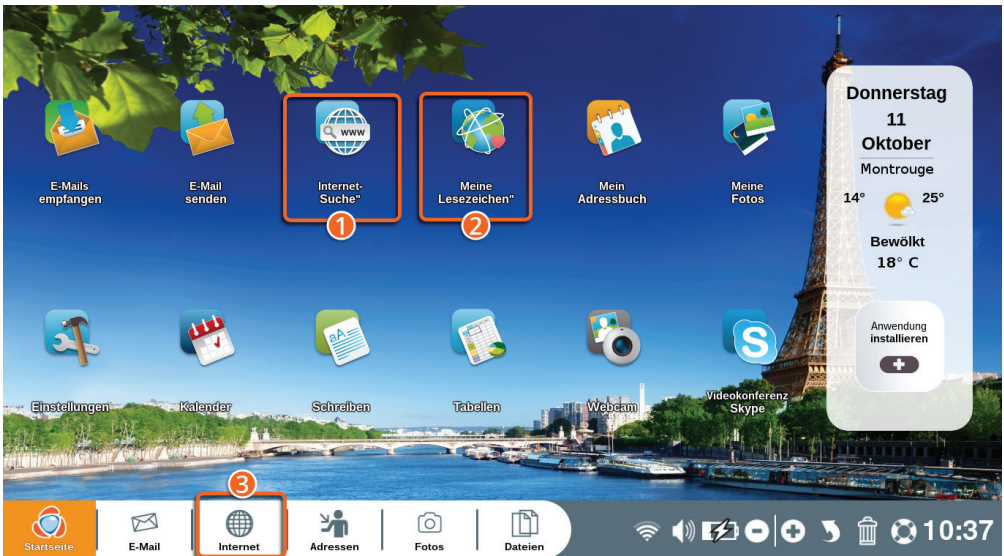 E-Mails
empfangen
E-Mail
senden
WWW
Internet-
Suche"
1
Meine
Lesezeichen"
2
Mein
Adressbuch
Meine
Fotos
Donnerstag
11
Oktober
Montrouge
14° 25°
Bewölkt
18° C
Einstellungen
Kalender
aA
Schreiben
Tabellen
Webcam
S
Videokonferenz
Skype
Anwendung
installieren
3
Startseite
E-Mail
Internet
Adressen
Fotos
Dateien
10:37